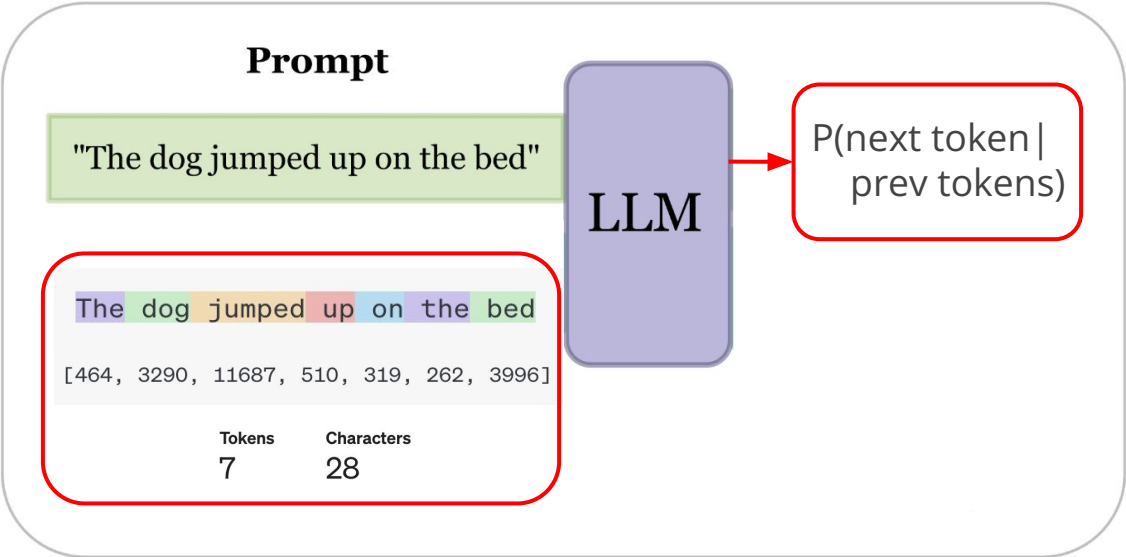 Prompt
"The dog jumped up on the bed"
LLM
P(next token|
prev tokens)
The dog jumped up on the bed
[464, 3290, 11687, 510, 319, 262, 3996]
Tokens Characters
7 28